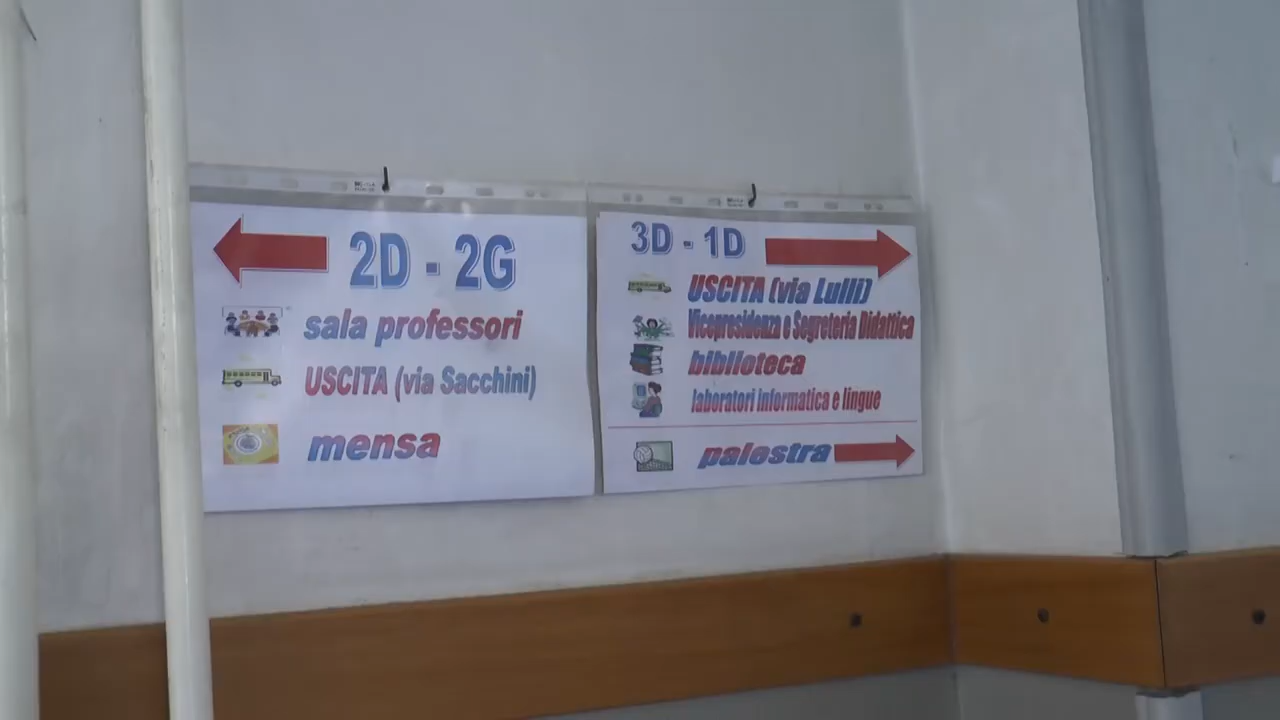 2D - 2G
sala professori
USCITA (via Sacchini)
mensa
3D - 1D
USCITA (via Lulli)
Vicepresidenza e Segreteria Didattica
biblioteca
laboratori informatica e lingue
palestra